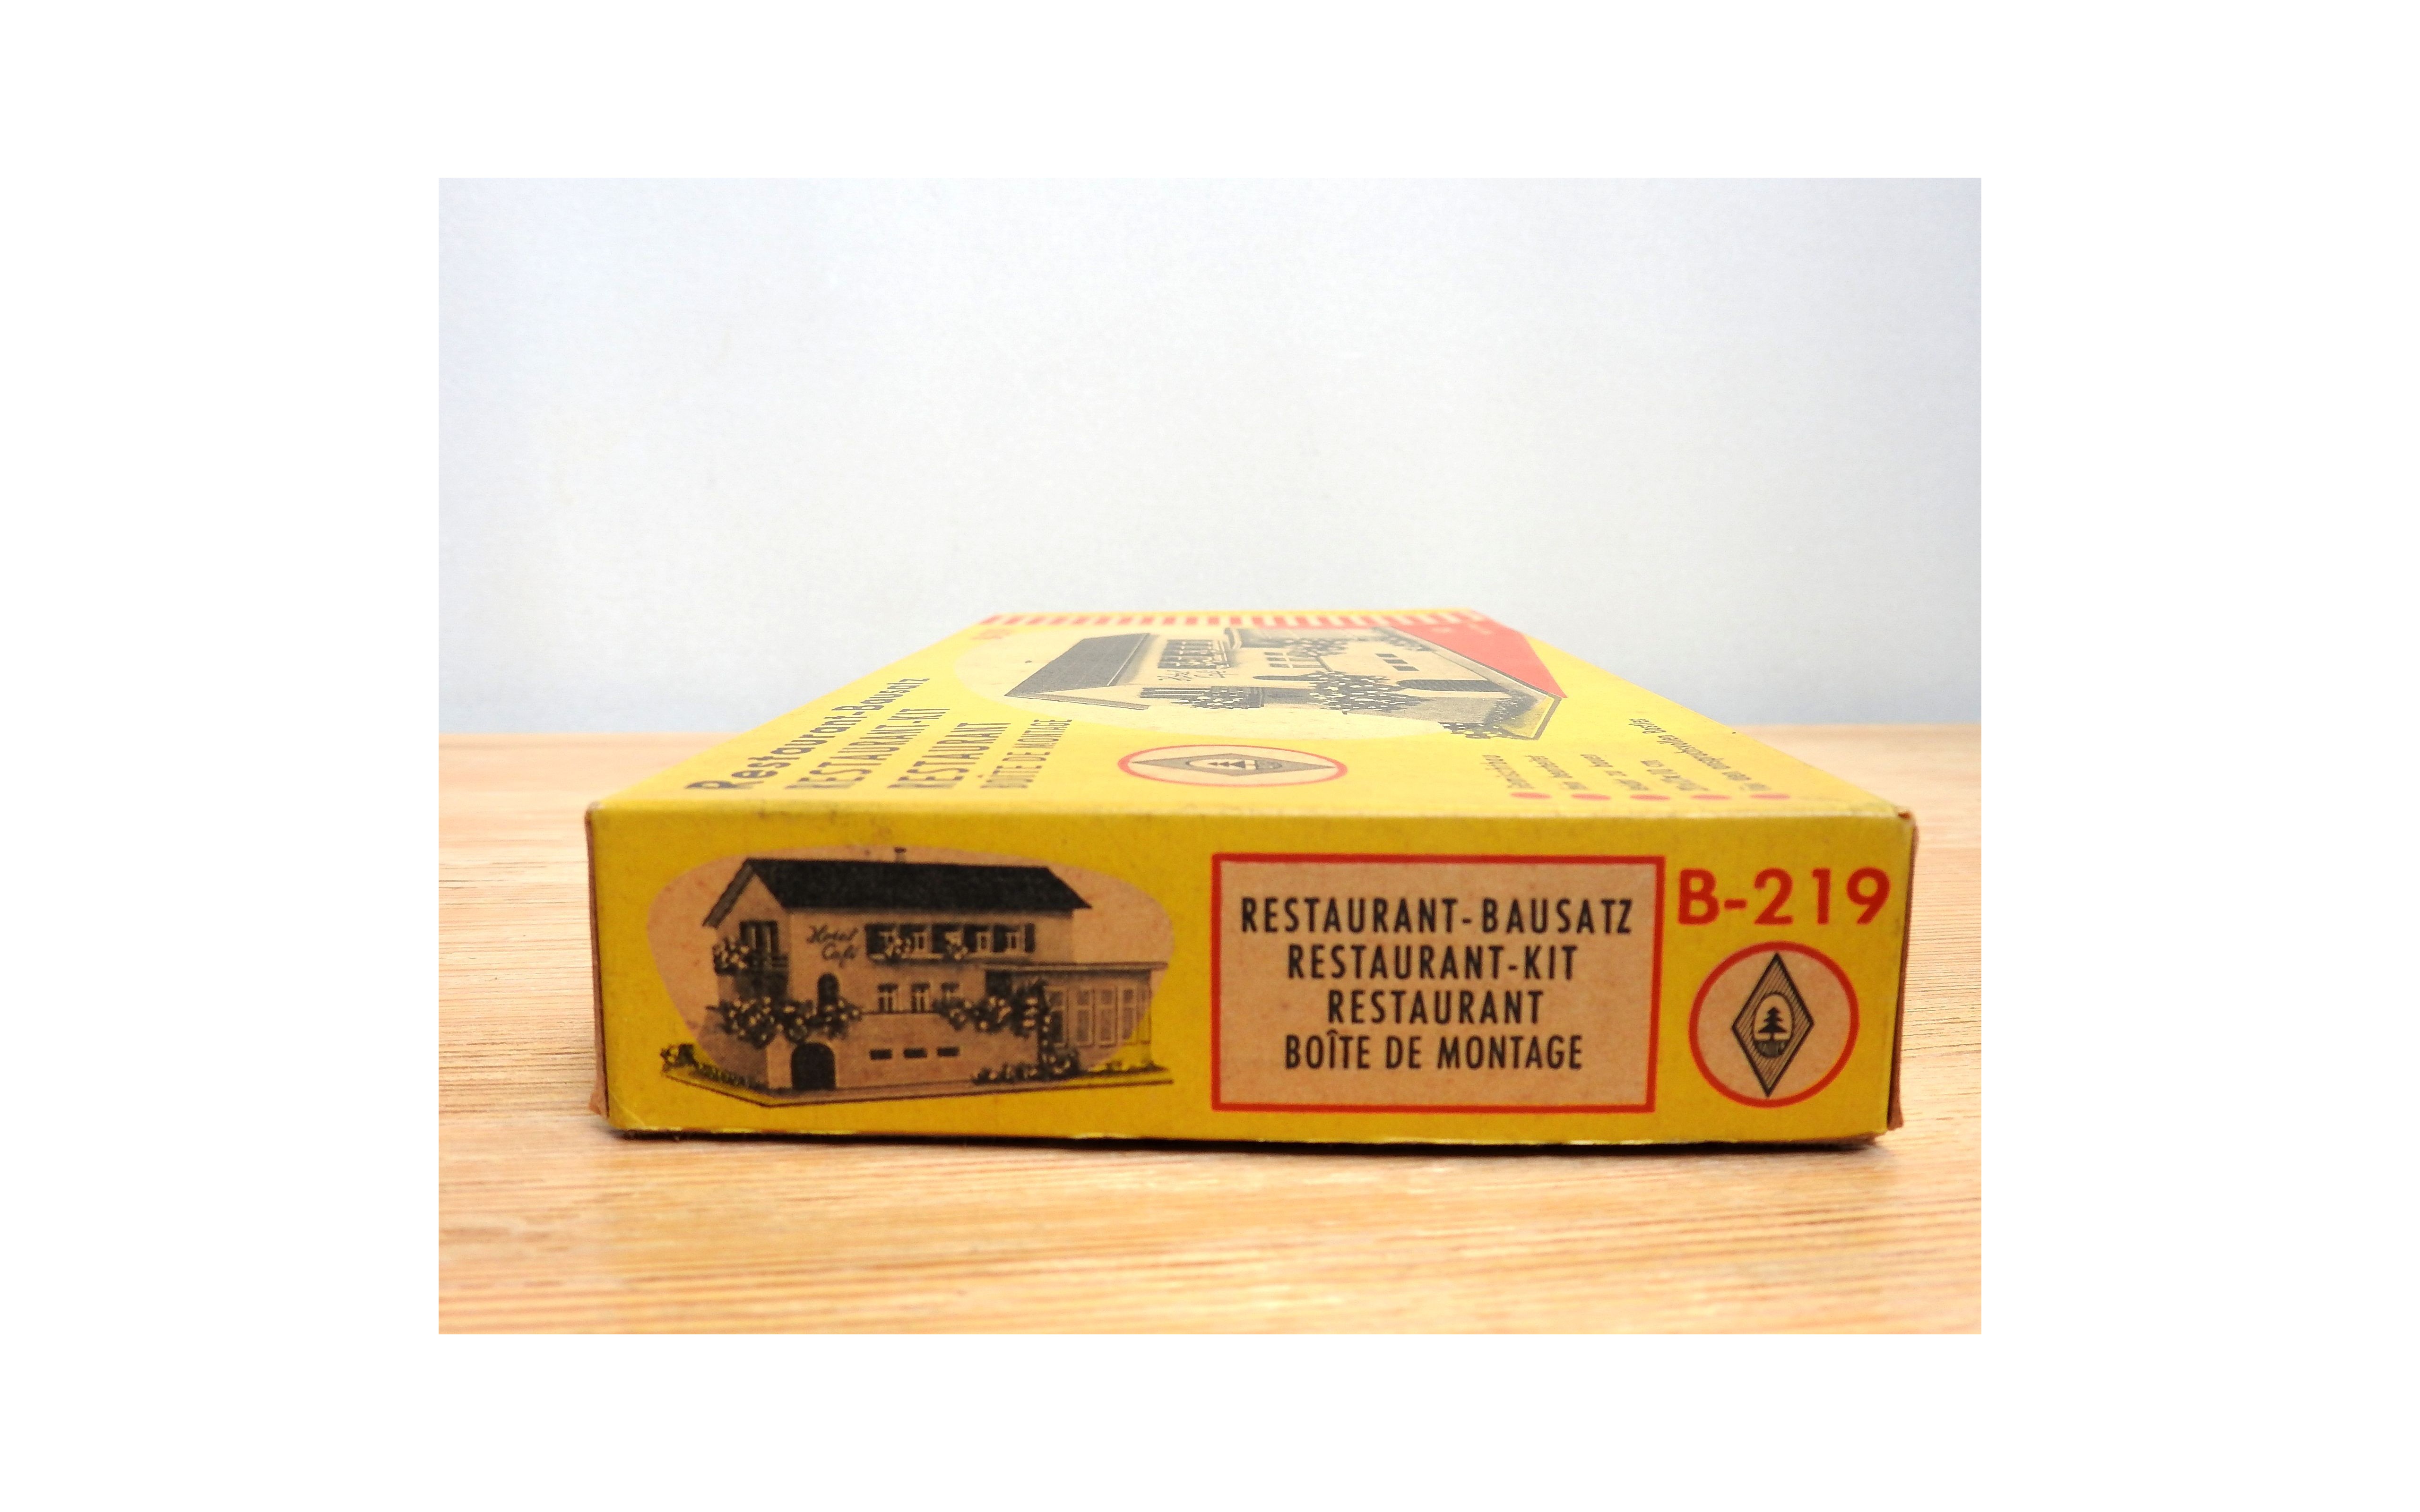 Restaurant-Bausatz
RESTAURANT-KIT
RESTAURANT
BOÎTE DE MONTAGE
Hotel
Café
RESTAURANT-BAUSATZ
RESTAURANT-KIT
RESTAURANT
BOÎTE DE MONTAGE
B-219